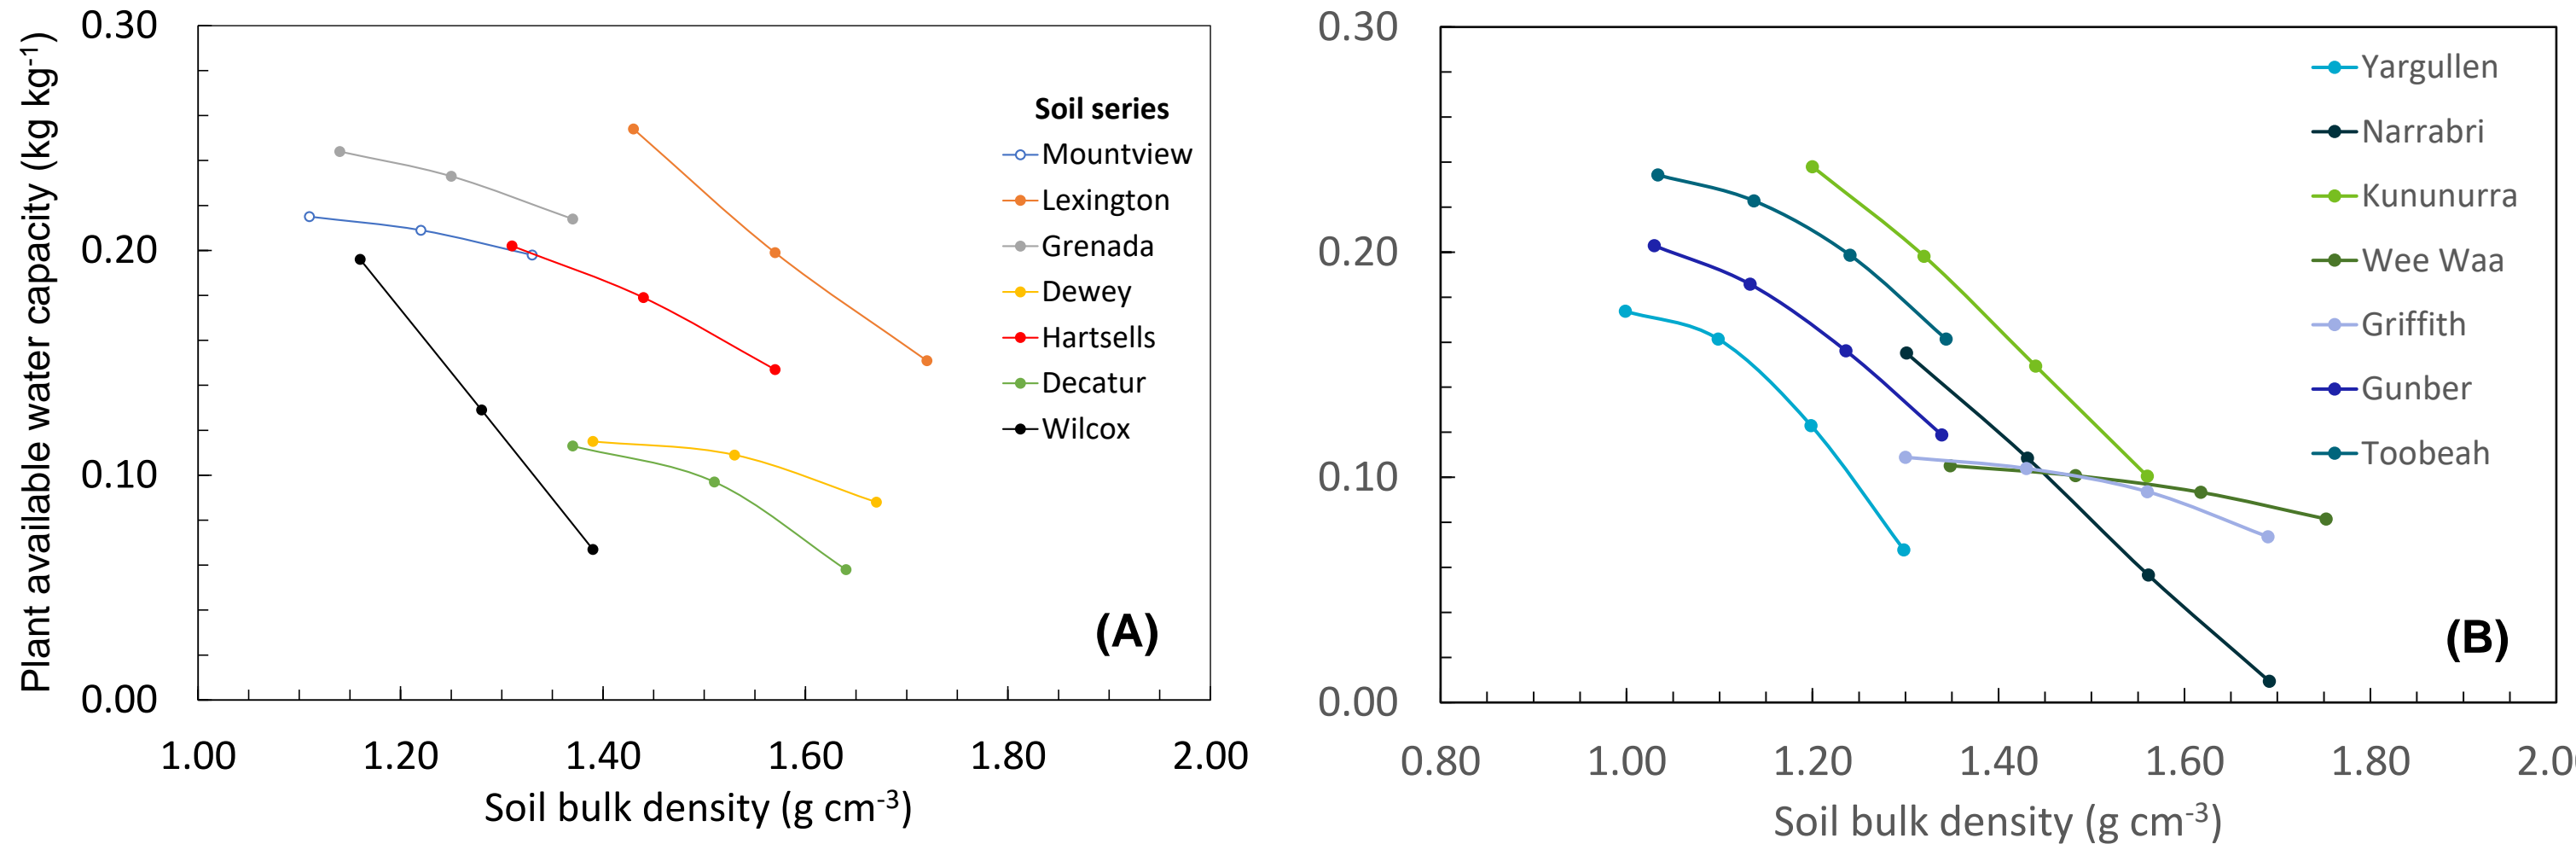 Plant available water capacity (kg kg⁻¹)
0.30
0.20
0.10
0.00
1.00 1.20 1.40 1.60 1.80 2.00
Soil bulk density (g cm⁻³)
Soil series
Mountview
Lexington
Grenada
Dewey
Hartsells
Decatur
Wilcox
(A)
0.30
0.20
0.10
0.00
0.80 1.00 1.20 1.40 1.60 1.80 2.0
Soil bulk density (g cm⁻³)
Yargullen
Narrabri
Kununurra
Wee Waa
Griffith
Gunber
Toobeah
(B)